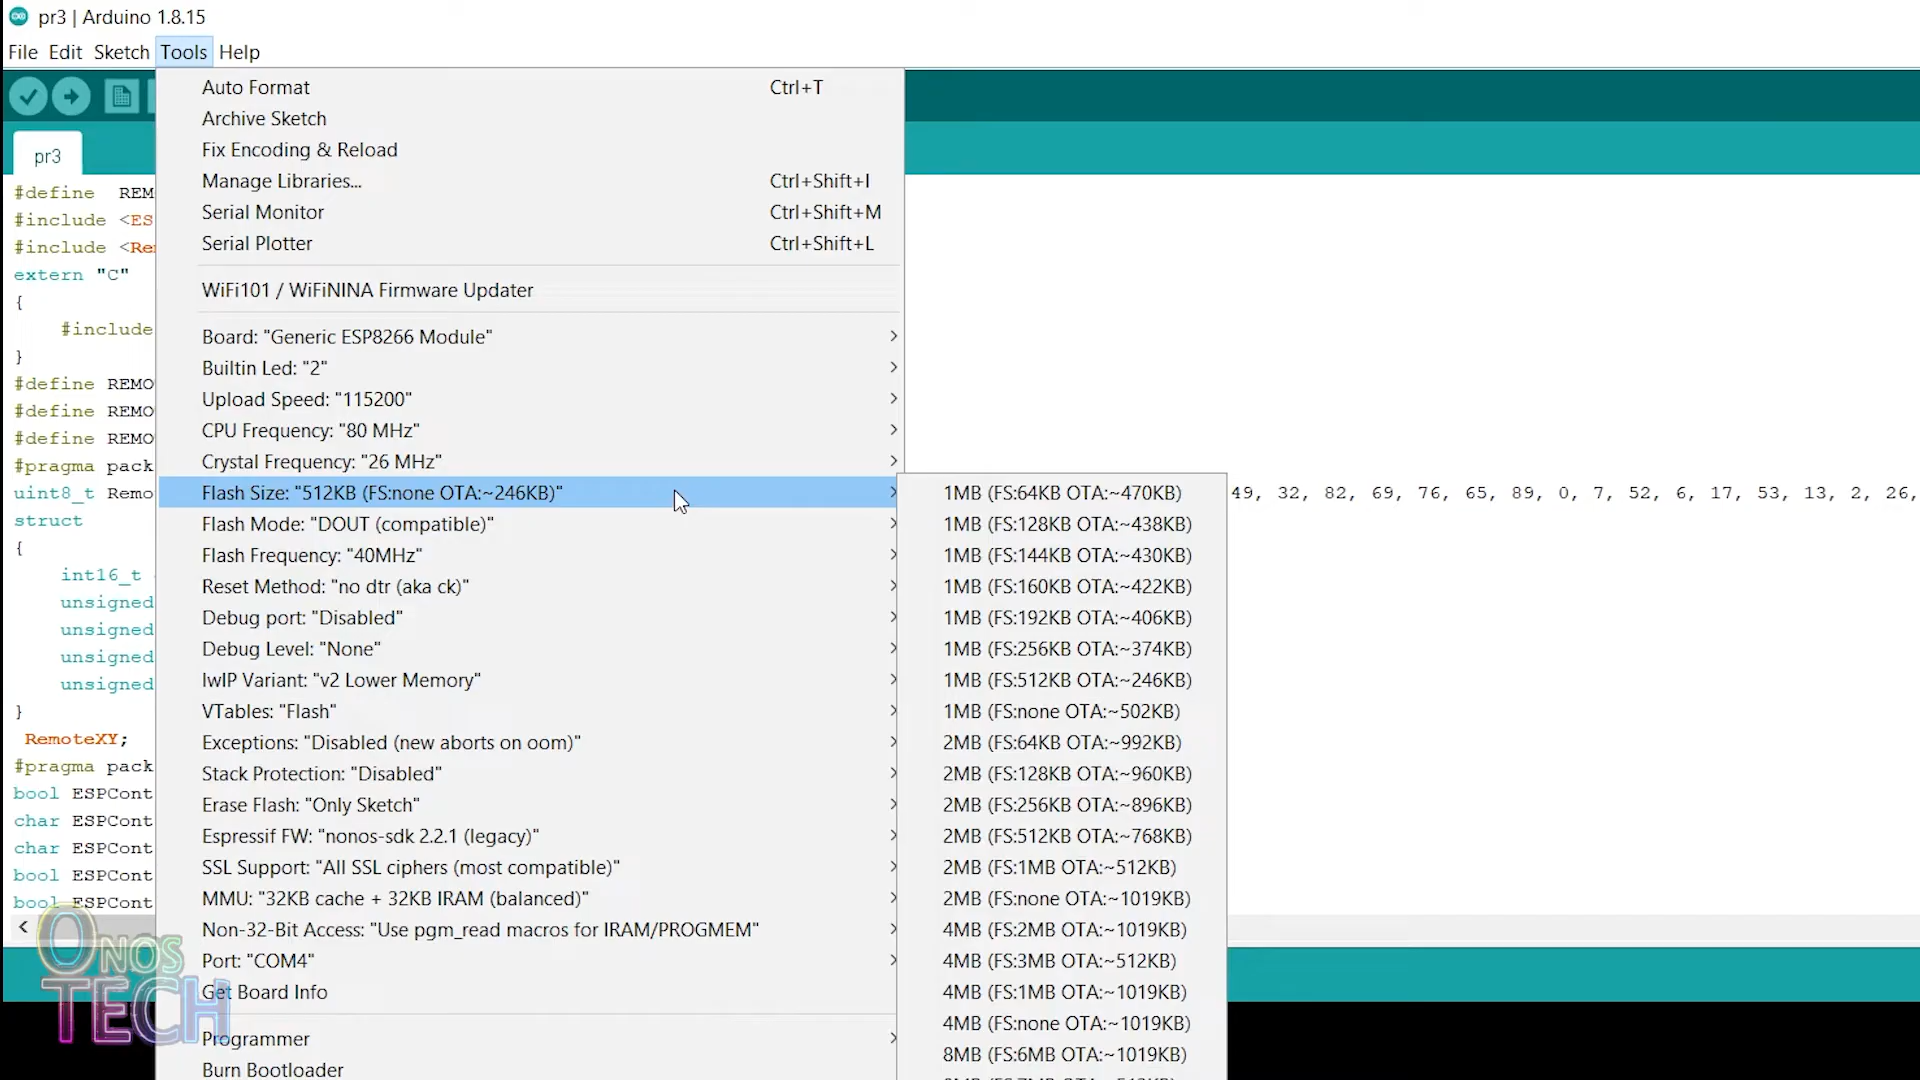 pr3 | Arduino 1.8.15
File Edit Sketch Tools Help
Auto Format Ctrl+T
Archive Sketch
Fix Encoding & Reload
Manage Libraries... Ctrl+Shift+I
Serial Monitor Ctrl+Shift+M
Serial Plotter Ctrl+Shift+L
WiFi101 / WiFiNINA Firmware Updater
Board: "Generic ESP8266 Module"
Builtin Led: "2"
Upload Speed: "115200"
CPU Frequency: "80 MHz"
Crystal Frequency: "26 MHz"
Flash Size: "512KB (FS:none OTA:~246KB)"
Flash Mode: "DOUT (compatible)"
Flash Frequency: "40MHz"
Reset Method: "no dtr (aka ck)"
Debug port: "Disabled"
Debug Level: "None"
lwIP Variant: "v2 Lower Memory"
VTables: "Flash"
Exceptions: "Disabled (new aborts on oom)"
Stack Protection: "Disabled"
Erase Flash: "Only Sketch"
Espressif FW: "nonos-sdk 2.2.1 (legacy)"
SSL Support: "All SSL ciphers (most compatible)"
MMU: "32KB cache + 32KB IRAM (balanced)"
Non-32-Bit Access: "Use pgm_read macros for IRAM/PROGMEM"
Port: "COM4"
Get Board Info
Programmer
Burn Bootloader
1MB (FS:64KB OTA:~470KB)
1MB (FS:128KB OTA:~438KB)
1MB (FS:144KB OTA:~430KB)
1MB (FS:160KB OTA:~422KB)
1MB (FS:192KB OTA:~406KB)
1MB (FS:256KB OTA:~374KB)
1MB (FS:512KB OTA:~246KB)
1MB (FS:none OTA:~502KB)
2MB (FS:64KB OTA:~992KB)
2MB (FS:128KB OTA:~960KB)
2MB (FS:256KB OTA:~896KB)
2MB (FS:512KB OTA:~768KB)
2MB (FS:1MB OTA:~512KB)
2MB (FS:none OTA:~1019KB)
4MB (FS:2MB OTA:~1019KB)
4MB (FS:3MB OTA:~512KB)
4MB (FS:1MB OTA:~1019KB)
4MB (FS:none OTA:~1019KB)
8MB (FS:6MB OTA:~1019KB)
pr3
#define REM
#include <ES
#include <Re
extern "C"
{
#include
}
#define REMO
#define REMO
#define REMO
#pragma pack
uint8_t Remo
49, 32, 82, 69, 76, 65, 89, 0, 7, 52, 6, 17, 53, 13, 2, 26,
struct
{
int16_t
unsigned
unsigned
unsigned
unsigned
}
RemoteXY;
#pragma pack
bool ESPCont
char ESPCont
char ESPCont
bool ESPCont
bool ESPCont
ONOS
TECH